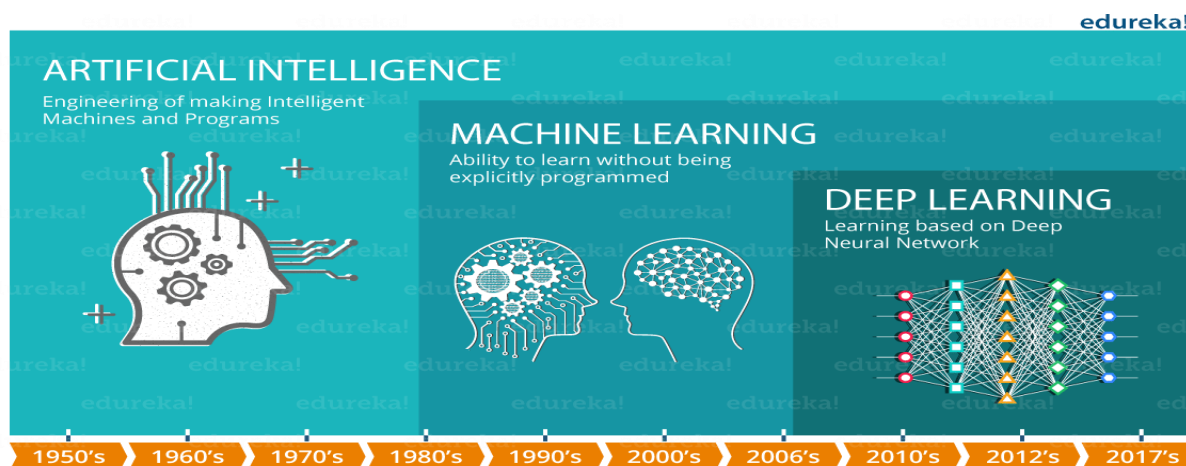 edureka!
ARTIFICIAL INTELLIGENCE
Engineering of making Intelligent
Machines and Programs
MACHINE LEARNING
Ability to learn without being
explicitly programmed
DEEP LEARNING
Learning based on Deep
Neural Network
1950's 1960's 1970's 1980's 1990's 2000's 2006's 2010's 2012's 2017's